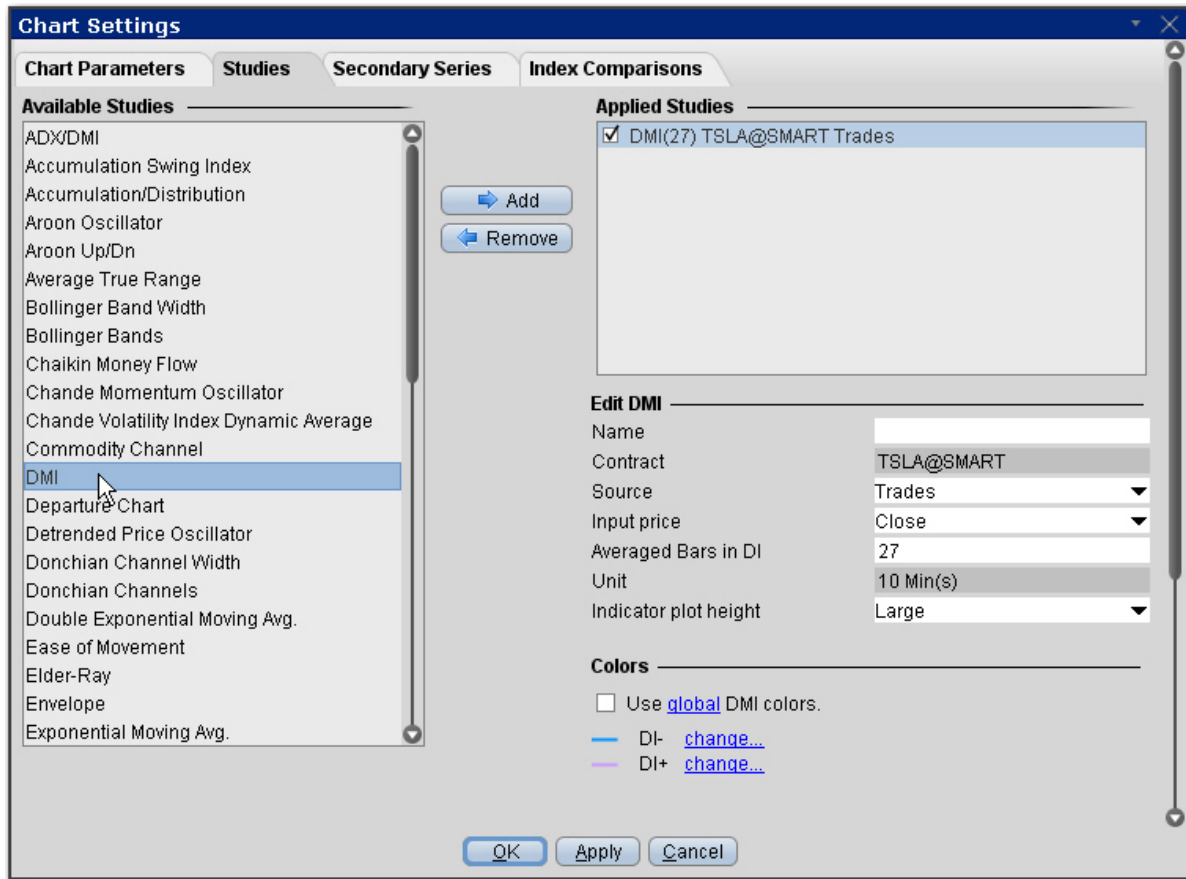 Chart Settings
Chart Parameters
Studies
Secondary Series
Index Comparisons
Available Studies
ADX/DMI
Accumulation Swing Index
Accumulation/Distribution
Aroon Oscillator
Aroon Up/Dn
Average True Range
Bollinger Band Width
Bollinger Bands
Chaikin Money Flow
Chande Momentum Oscillator
Chande Volatility Index Dynamic Average
Commodity Channel
DMI
Departure Chart
Detrended Price Oscillator
Donchian Channel Width
Donchian Channels
Double Exponential Moving Avg.
Ease of Movement
Elder-Ray
Envelope
Exponential Moving Avg.
Add
Remove
Applied Studies
DMI(27) TSLA@SMART Trades
Edit DMI
Name
Contract TSLA@SMART
Source Trades
Input price Close
Averaged Bars in DI 27
Unit 10 Min(s)
Indicator plot height Large
Colors
Use global DMI colors.
DI- change...
DI+ change...
OK Apply Cancel